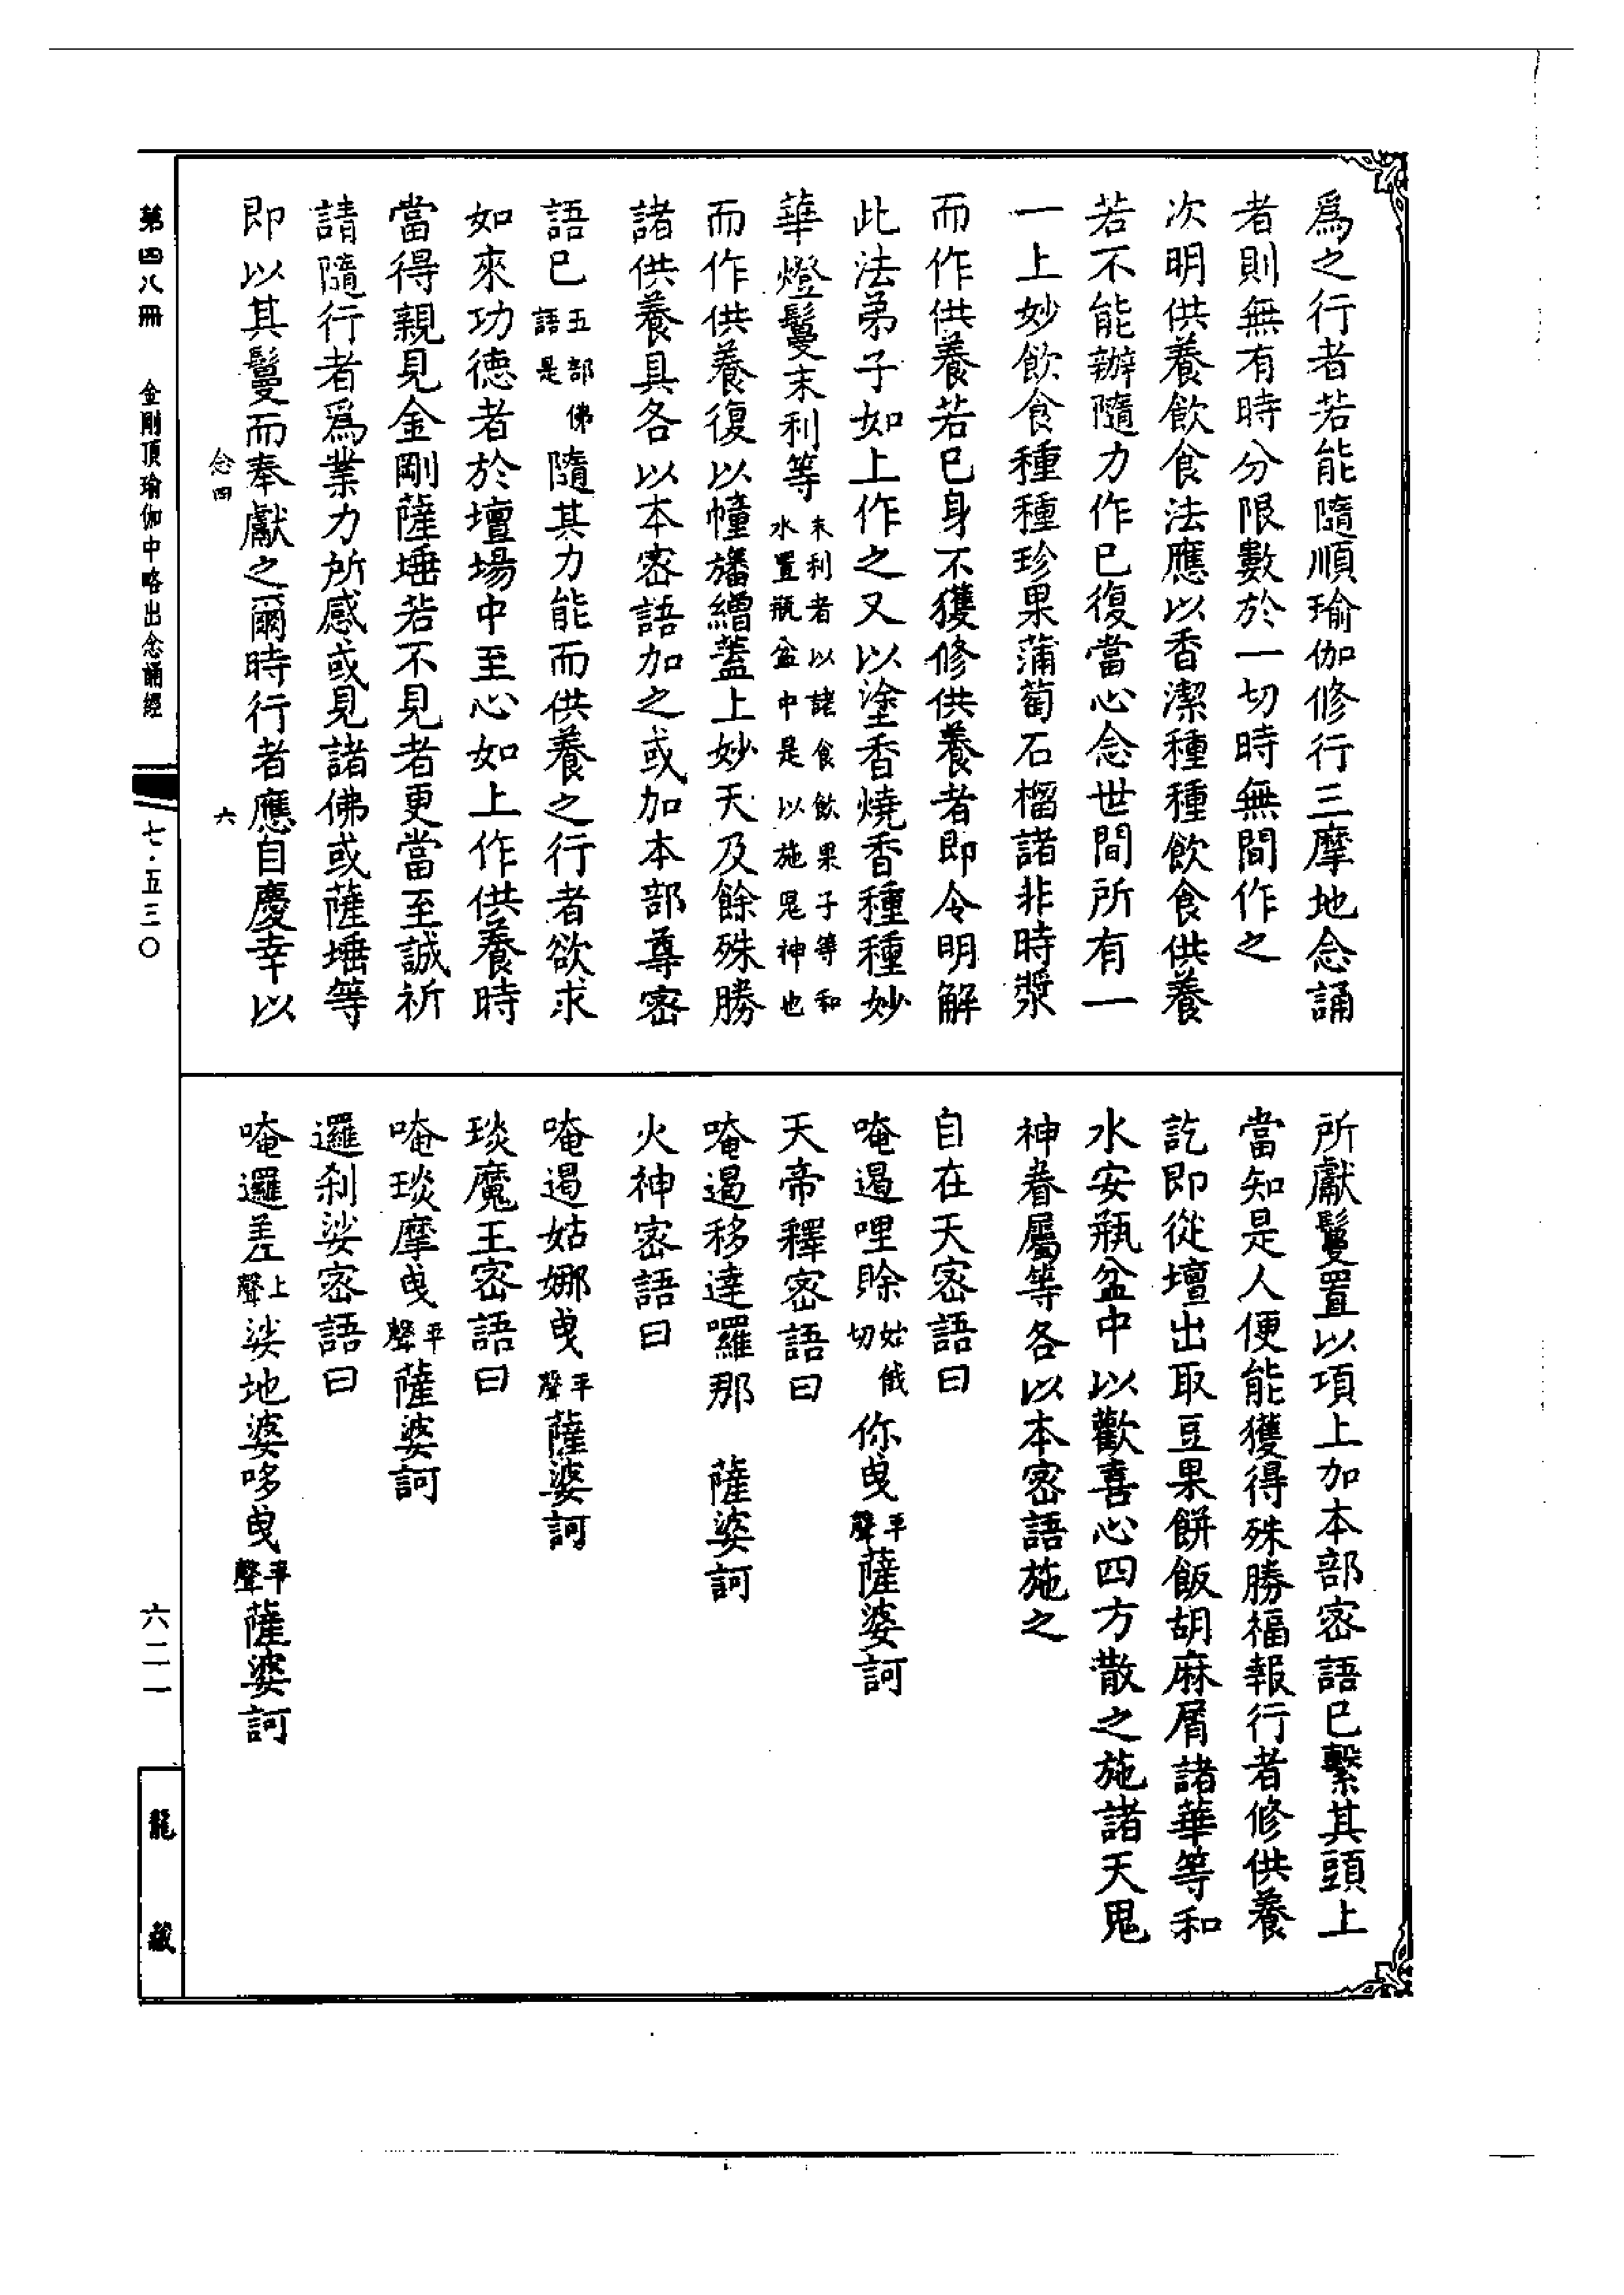 爲之行者若能隨順瑜伽修行三摩地念誦
者則無有時分限數於一切時無間作之
次明供養飲食法應以香潔種種飲食供養
若不能辦隨力作已復當心念世間所有一
一上妙飲食種種珍果蒲萄石榴諸非時漿
而作供養若已身不獲修供養者即令明解
此法弟子如上作之又以塗香燒香種種妙
華燈鬘末利等末利者以諸食飲果子等和水置瓶盆中是以施鬼神也
而作供養復以幢旛繒蓋上妙天及餘殊勝
諸供養具各以本密語加之或加本部尊密
語已五部佛語是隨其力能而供養之行者欲求
如來功德者於壇場中至心如上作供養時
當得親見金剛薩埵若不見者更當至誠祈
請隨行者爲業力所感或見諸佛或薩埵等
即以其鬘而奉獻之爾時行者應自慶幸以
念四 六
所獻鬘置以項上加本部密語已繫其頭上
當知是人便能獲得殊勝福報行者修供養
訖即從壇出取豆果餅飯胡麻屑諸華等和
水安瓶盆中以歡喜心四方散之施諸天鬼
神眷屬等各以本密語施之
自在天密語曰
唵遏哩賒始俄切你曳平聲薩婆訶
天帝釋密語曰
唵遏移達囉那 薩婆訶
火神密語曰
唵遏姑娜曳平聲薩婆訶
琰魔王密語曰
唵琰摩曳平聲薩婆訶
邏刹娑密語曰
唵邏差上聲娑地婆哆曳平聲薩婆訶
第四八冊 金剛頂瑜伽中略出念誦經 七·五三〇
六二一
龍藏